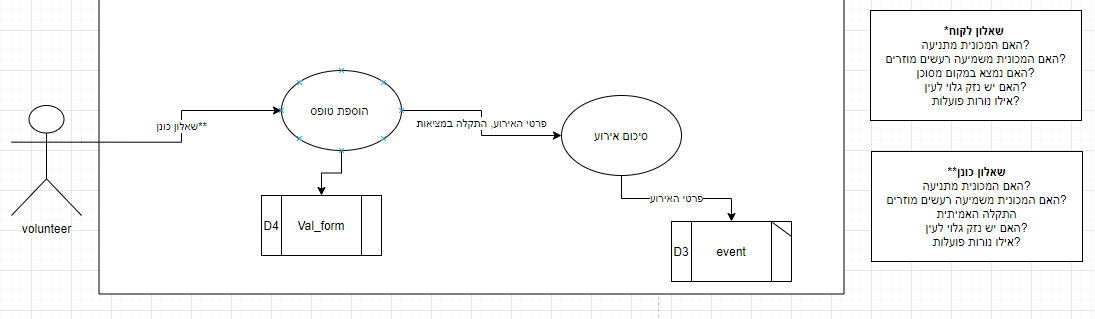 volunteer
**שאלון כונן
הוספת טופס
D4
Val_form
פרטי האירוע, התקלה במציאות
סיכום אירוע
פרטי האירוע
D3
event
*שאלון לקוח
?האם המכונית מתניעה
?האם המכונית משמיעה רעשים מוזרים
?האם נמצא במקום מסוכן
?האם יש נזק גלוי לעין
?אילו נורות פועלות
**שאלון כונן
?האם המכונית מתניעה
?האם המכונית משמיעה רעשים מוזרים
התקלה האמיתית
?האם יש נזק גלוי לעין
?אילו נורות פועלות